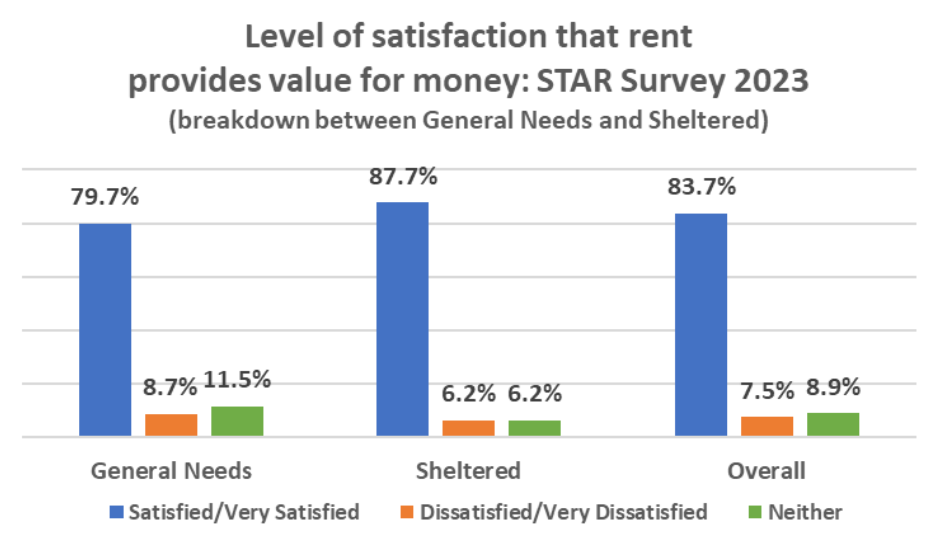 Level of satisfaction that rent
provides value for money: STAR Survey 2023
(breakdown between General Needs and Sheltered)
79.7%
8.7%
11.5%
87.7%
6.2%
6.2%
83.7%
7.5%
8.9%
General Needs
Sheltered
Overall
Satisfied/Very Satisfied
Dissatisfied/Very Dissatisfied
Neither